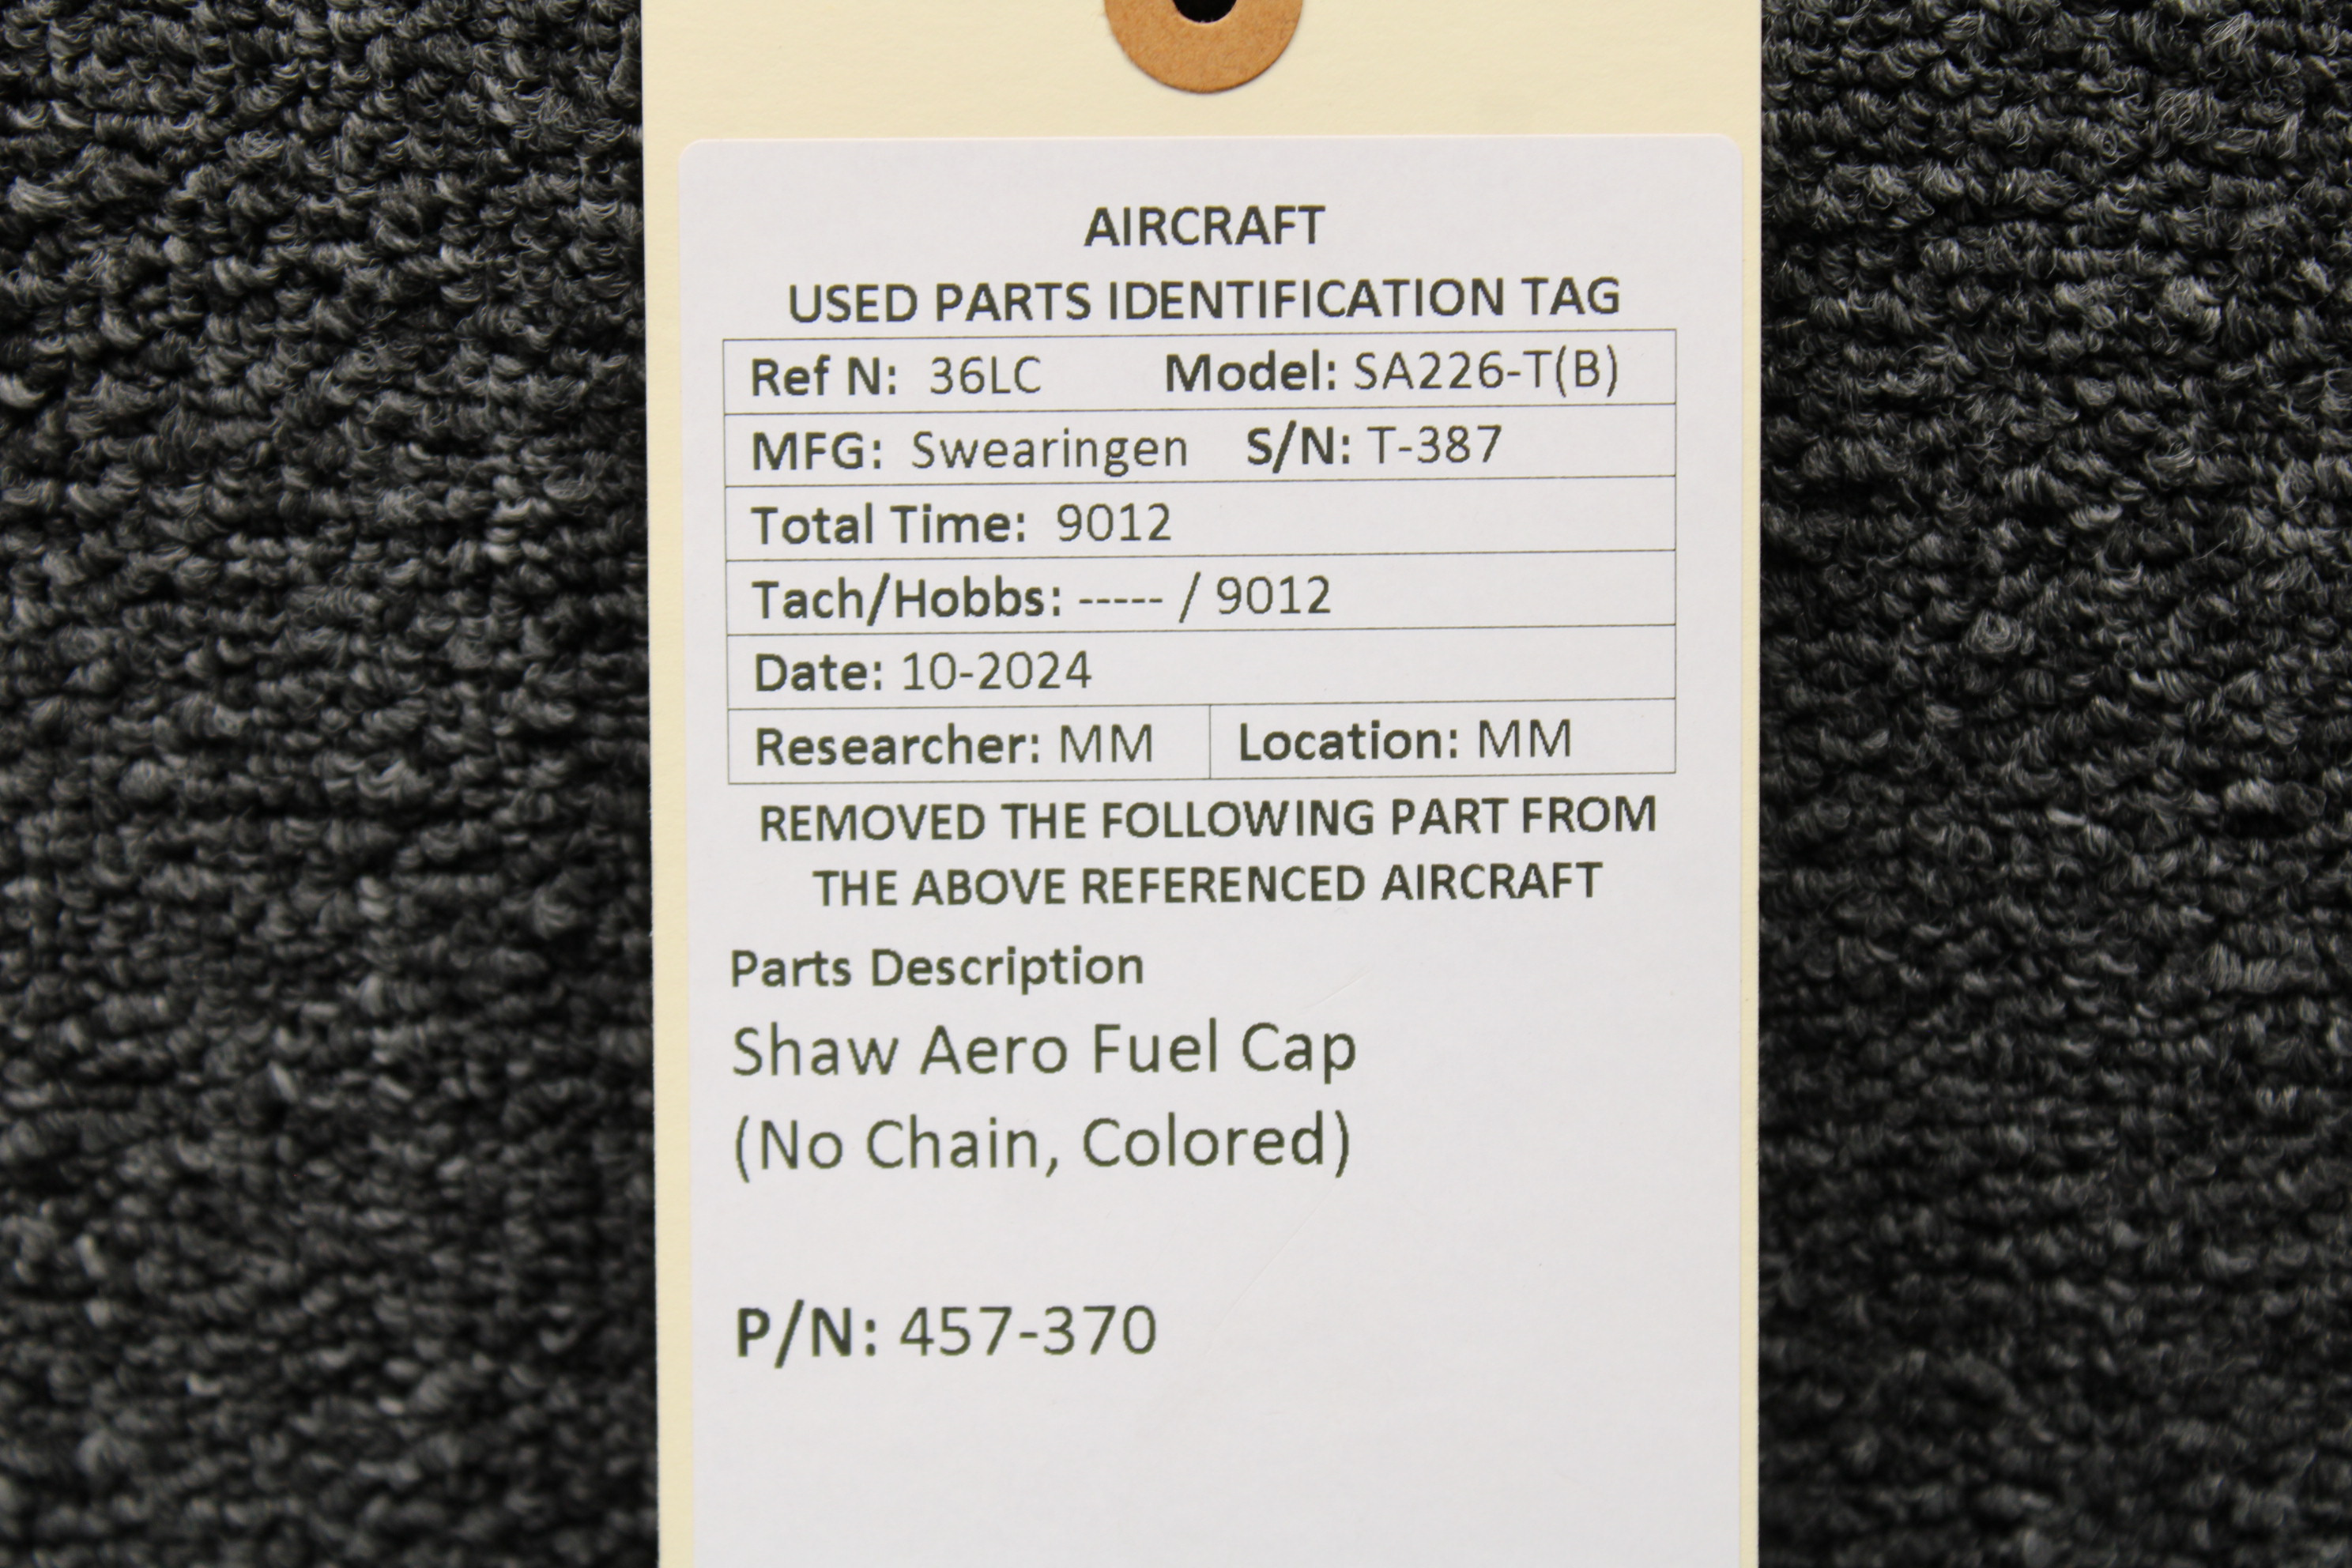 AIRCRAFT
USED PARTS IDENTIFICATION TAG
Ref N: 36LC Model: SA226-T(B)
MFG: Swearingen S/N: T-387
Total Time: 9012
Tach/Hobbs: ----- / 9012
Date: 10-2024
Researcher: MM Location: MM
REMOVED THE FOLLOWING PART FROM
THE ABOVE REFERENCED AIRCRAFT
Parts Description
Shaw Aero Fuel Cap
(No Chain, Colored)
P/N: 457-370